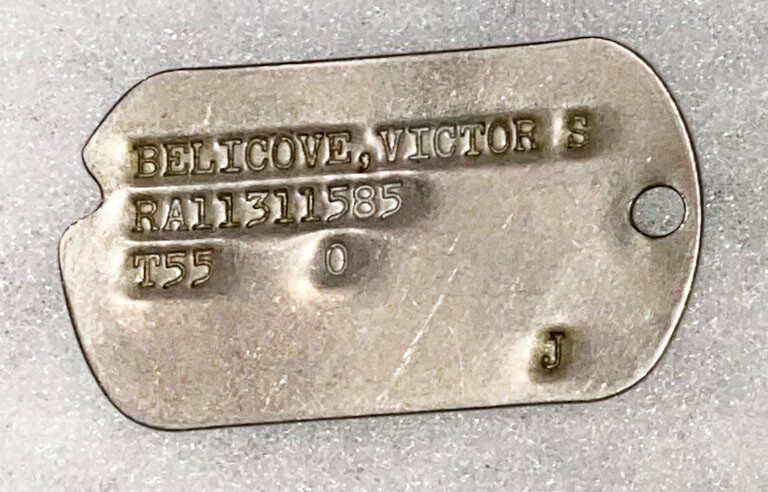 BELICOVE,VICTOR S
RA11311585
T55 O
J